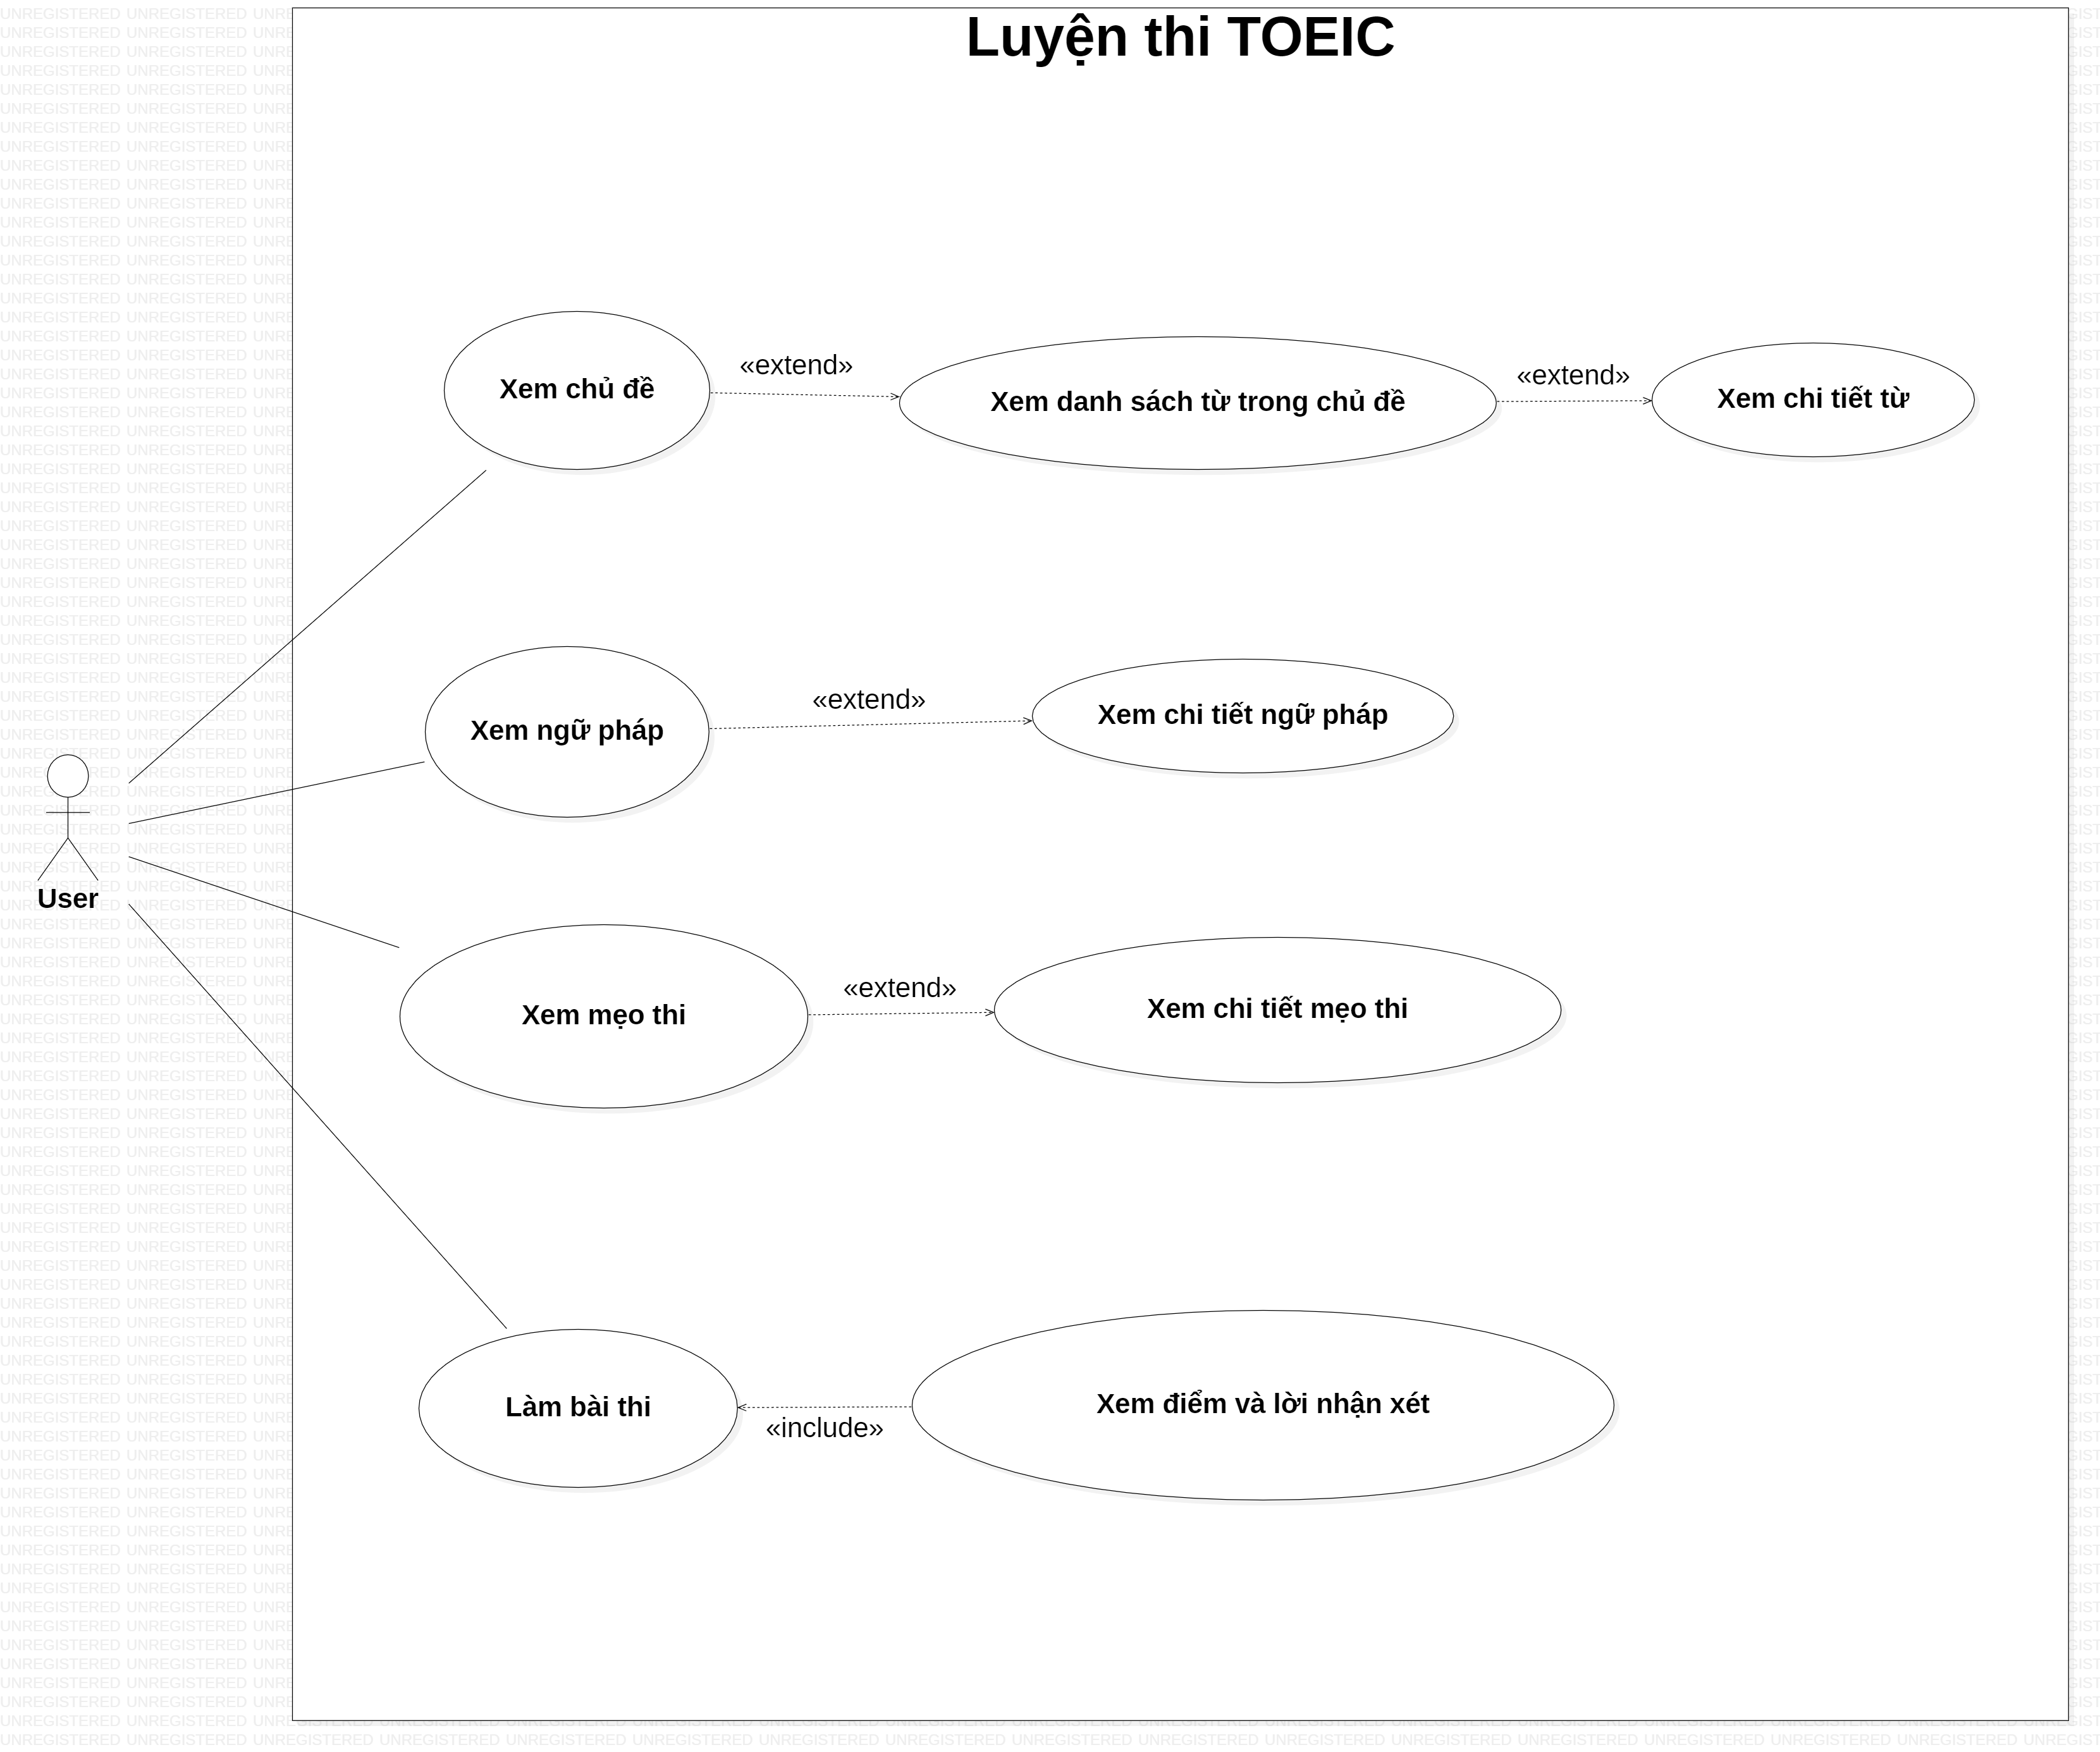 Luyện thi TOEIC
Xem chủ đề
«extend»
Xem danh sách từ trong chủ đề
«extend»
Xem chi tiết từ
Xem ngữ pháp
«extend»
Xem chi tiết ngữ pháp
User
Xem mẹo thi
«extend»
Xem chi tiết mẹo thi
Làm bài thi
«include»
Xem điểm và lời nhận xét
UNREGISTERED